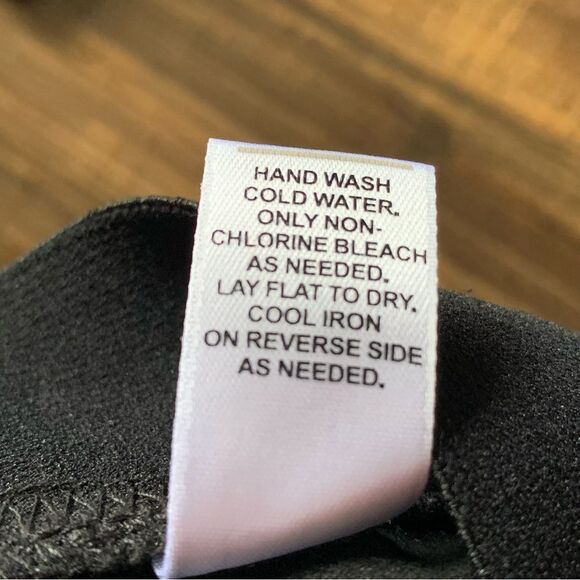 HAND WASH
COLD WATER.
ONLY NON-
CHLORINE BLEACH
AS NEEDED.
LAY FLAT TO DRY.
COOL IRON
ON REVERSE SIDE
AS NEEDED.